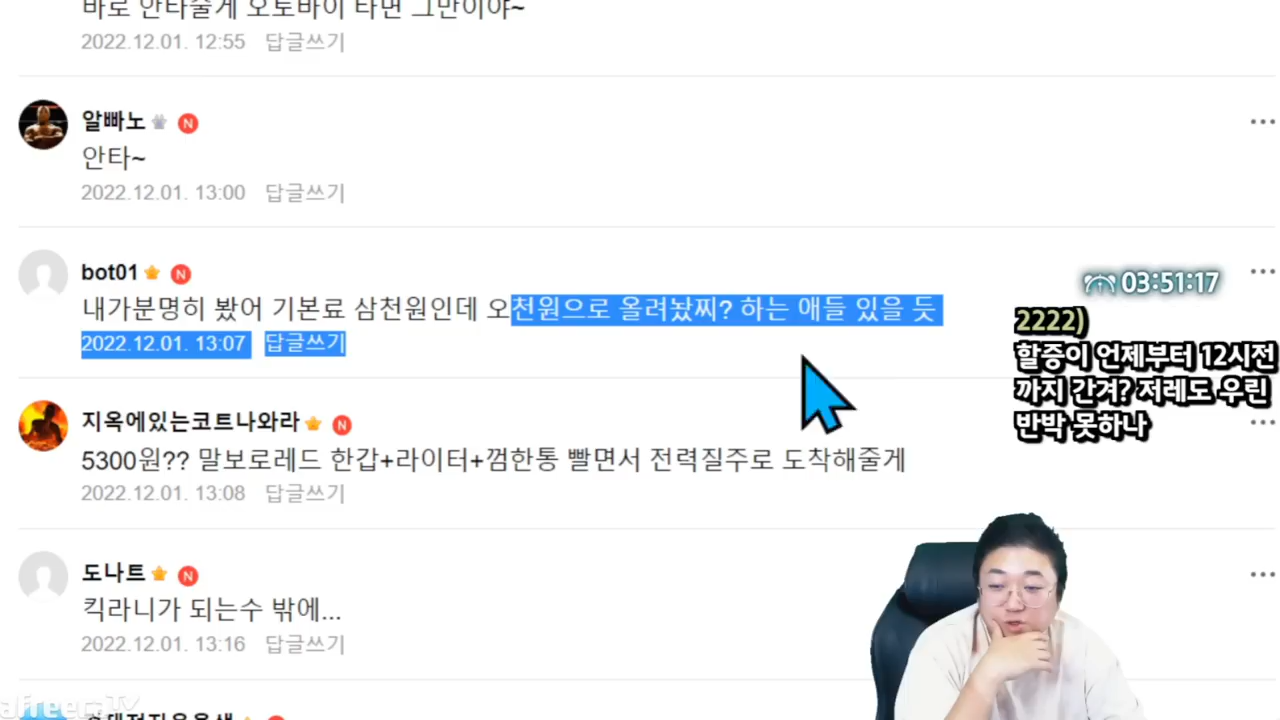 바로 안타줄게 오토바이 타면 그만이야~
2022.12.01. 12:55 답글쓰기
알빠노 N
안타~
2022.12.01. 13:00 답글쓰기
bot01 N
내가분명히 봤어 기본료 삼천원인데 오천원으로 올려놨찌? 하는 애들 있을 듯
2022.12.01. 13:07 답글쓰기
03:51:17
2222)
할증이 언제부터 12시전
까지 간겨? 저레도 우린
반박 못하나
지옥에있는코트나와라 N
5300원?? 말보로레드 한갑+라이터+껌한통 빨면서 전력질주로 도착해줄게
2022.12.01. 13:08 답글쓰기
도나트 N
킥라니가 되는수 밖에...
2022.12.01. 13:16 답글쓰기
afreecaTV